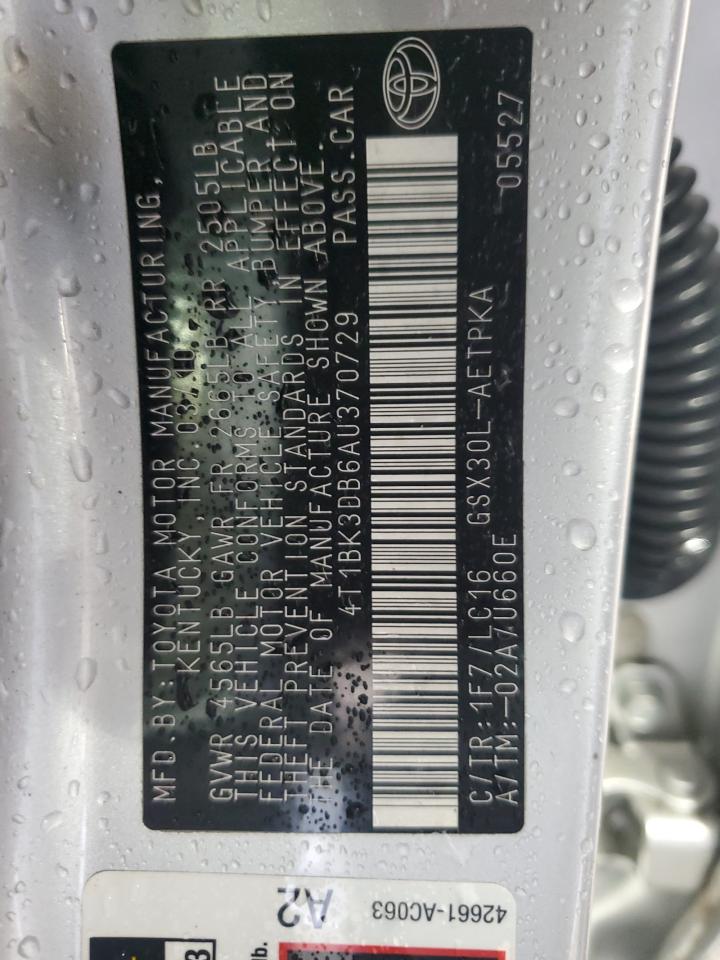 MFD.BY:TOYOTA MOTOR MANUFACTURING,
KENTUCKY, INC 03/10
GVWR 4565LB GAWR FR 2665LB RR 2505LB
THIS VEHICLE CONFORMS TO ALL APPLICABLE
FEDERAL MOTOR VEHICLE SAFETY BUMPER AND
THEFT PREVENTION STANDARDS IN EFFECT ON
THE DATE OF MANUFACTURE SHOWN ABOVE.
4T1BK3DB6AU370729 PASS.CAR
C/TR:1F7/LC16 GSX30L-AETPKA
A/TM:-02A/U660E 05527
A2
42661-AC063
3
lb.